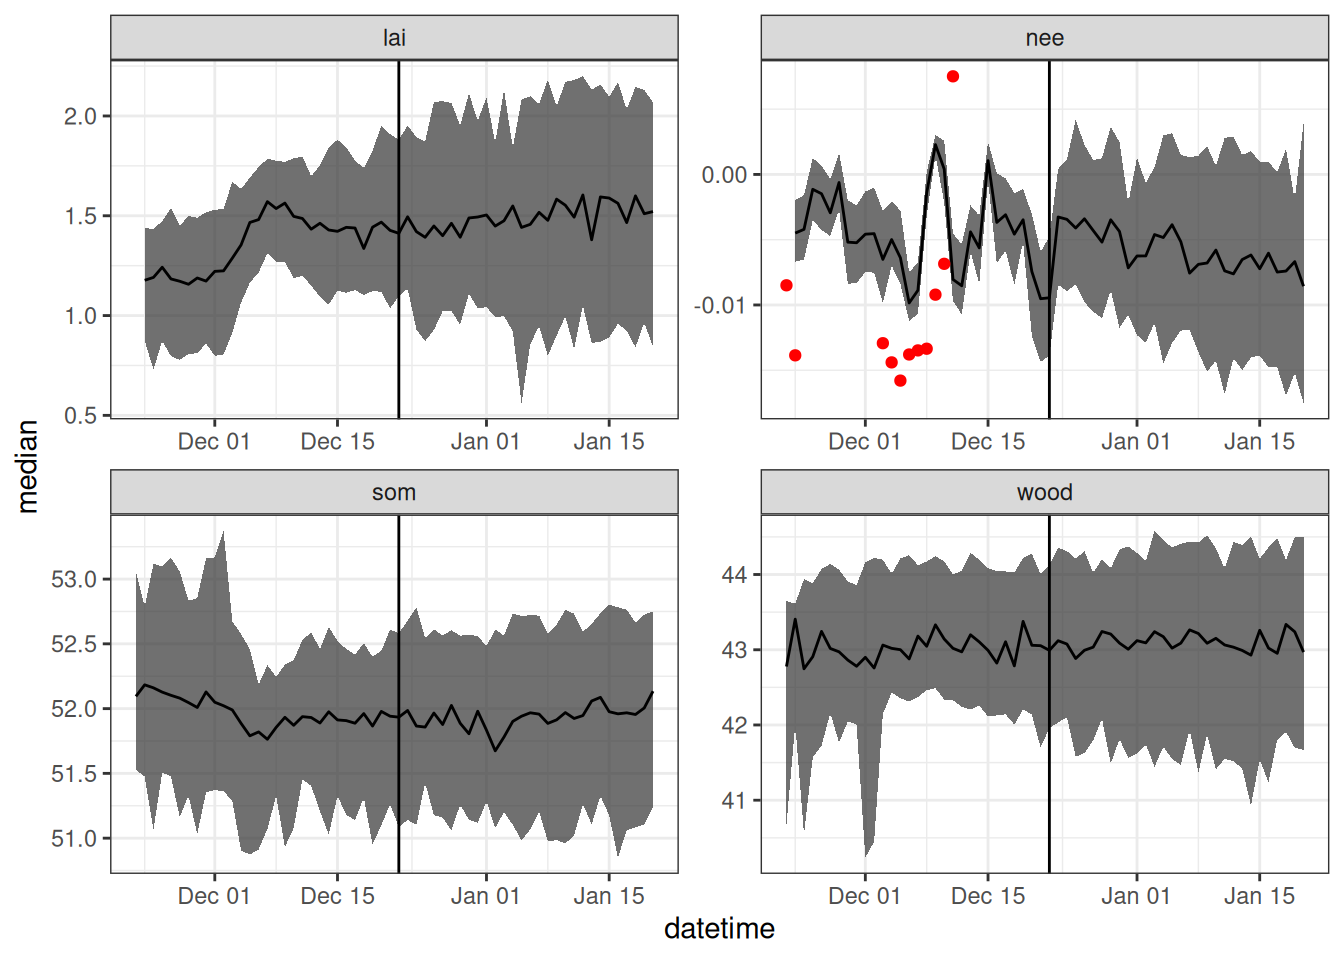 lai
nee
2.0
1.5
1.0
0.5
0.00
-0.01
Dec 01 Dec 15 Jan 01 Jan 15
Dec 01 Dec 15 Jan 01 Jan 15
median
som
wood
53.0
52.5
52.0
51.5
51.0
44
43
42
41
Dec 01 Dec 15 Jan 01 Jan 15
Dec 01 Dec 15 Jan 01 Jan 15
datetime